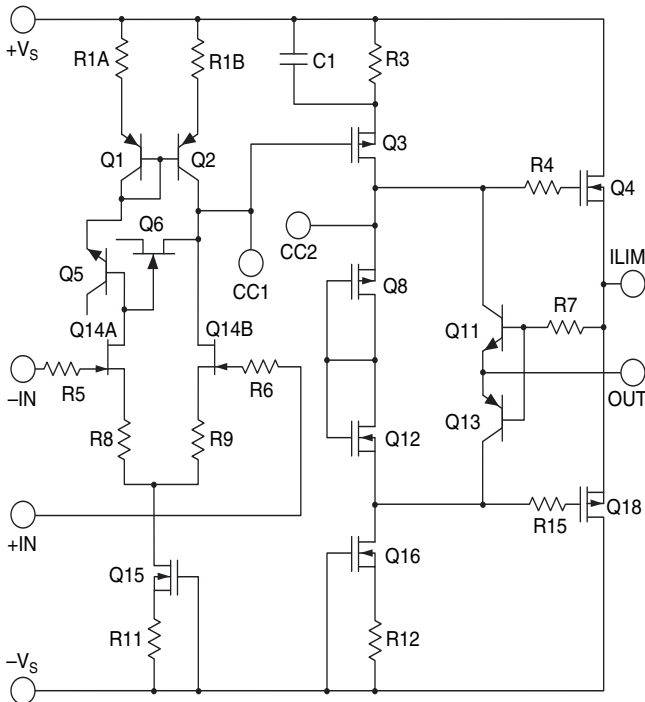 +VS
R1A
R1B
C1
R3
Q3
Q1
Q2
R4
Q4
Q6
CC2
ILIM
Q5
CC1
Q8
Q14A
Q14B
Q11
R7
–IN
R5
R6
OUT
Q13
R8
R9
Q12
+IN
R15
Q18
Q15
Q16
R11
R12
–VS